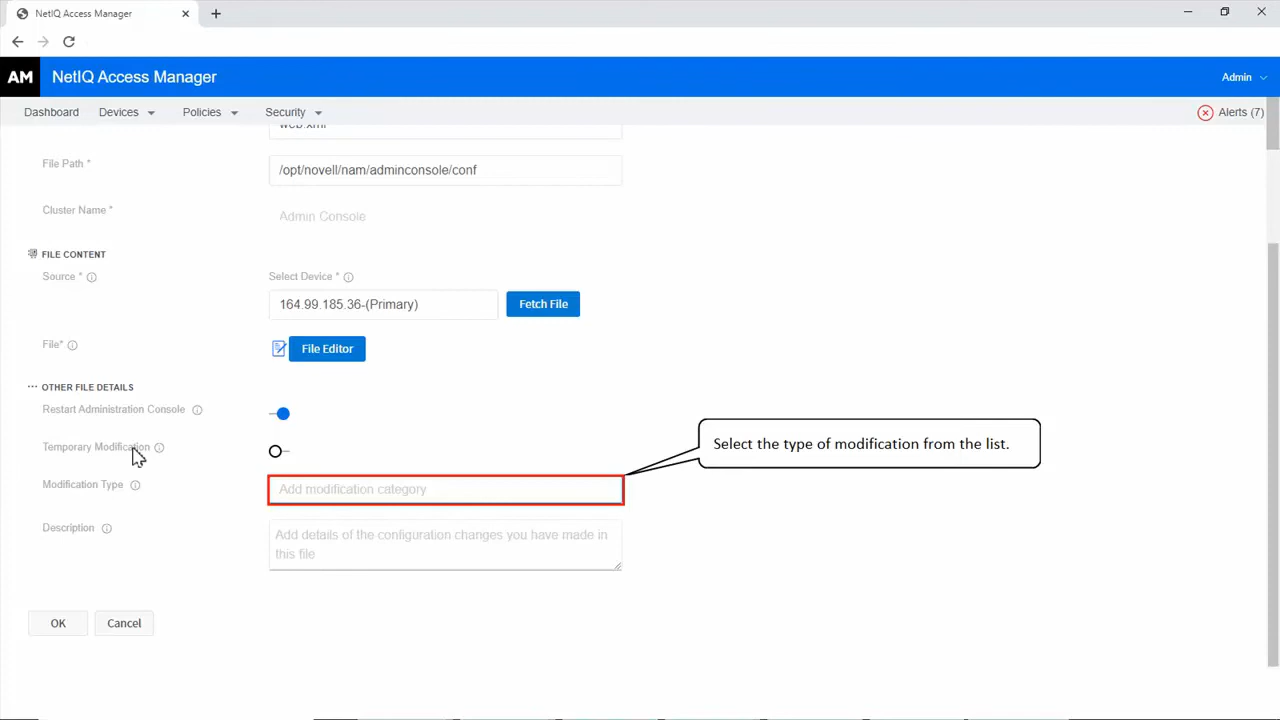 NetIQ Access Manager
AM NetIQ Access Manager Admin
Dashboard Devices Policies Security Alerts (7)
web.xml
File Path *
/opt/novell/nam/adminconsole/conf
Cluster Name *
Admin Console
FILE CONTENT
Source *
Select Device *
164.99.185.36-(Primary)
Fetch File
File*
File Editor
OTHER FILE DETAILS
Restart Administration Console
Temporary Modification
Select the type of modification from the list.
Modification Type
Add modification category
Description
Add details of the configuration changes you have made in
this file
OK
Cancel